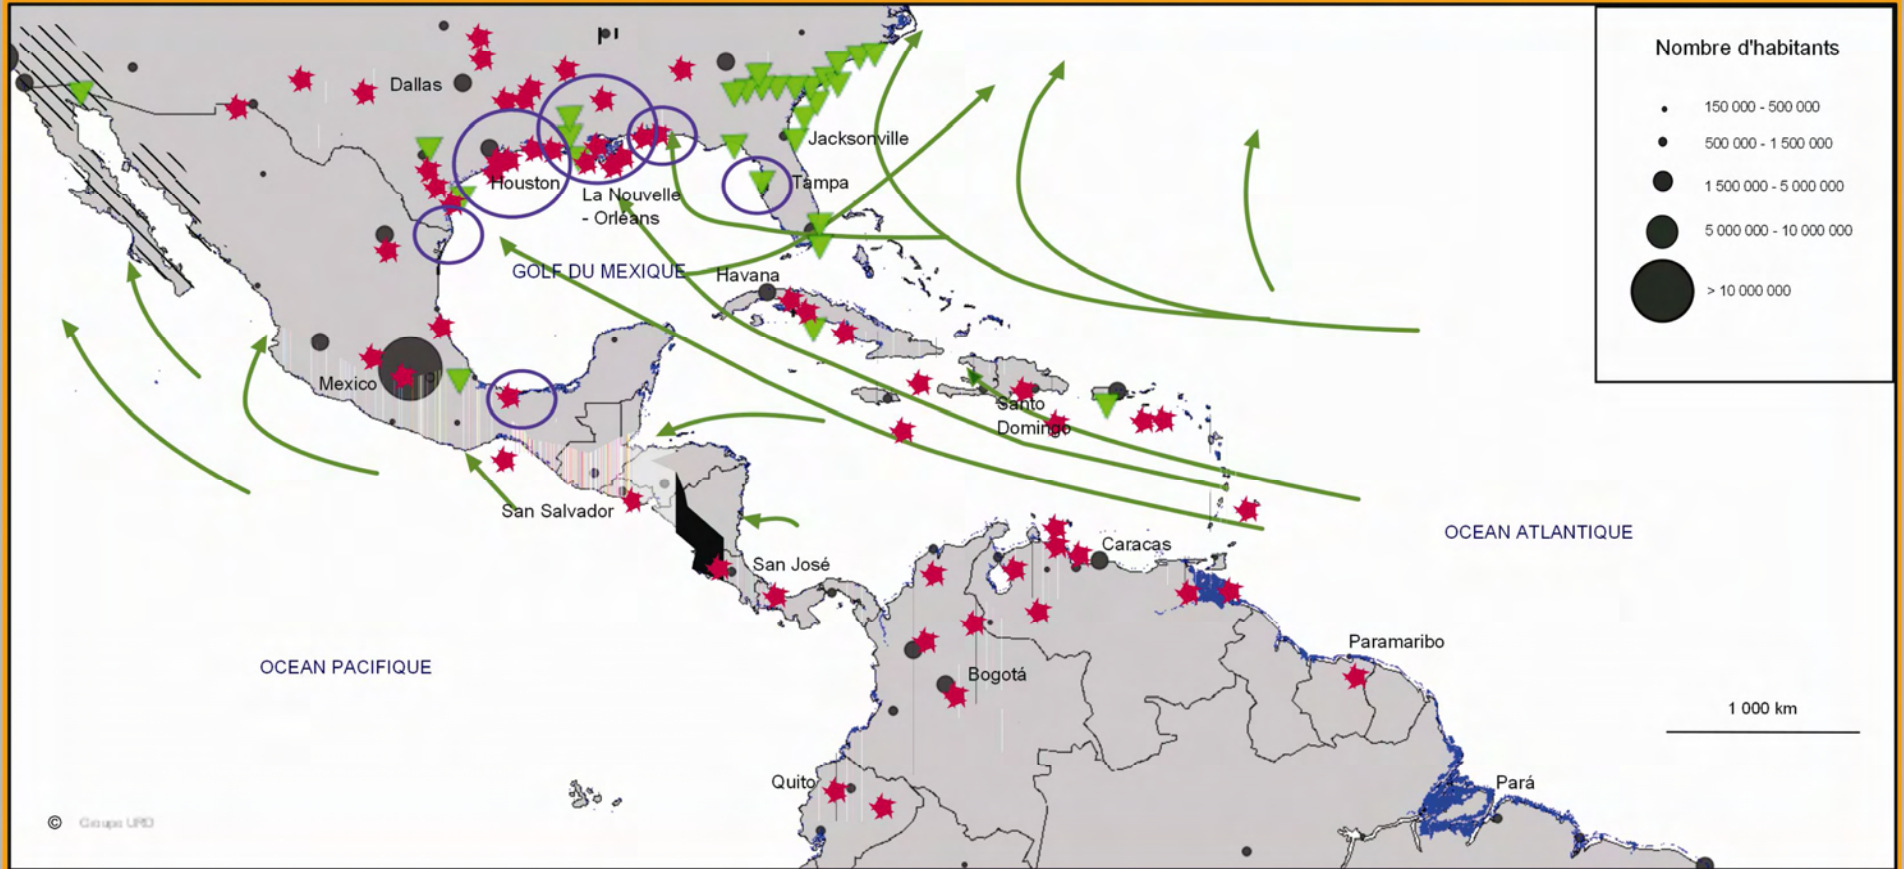 Nombre d'habitants
150 000 - 500 000
500 000 - 1 500 000
1 500 000 - 5 000 000
5 000 000 - 10 000 000
> 10 000 000
Dallas
Jacksonville
Houston
Tampa
La Nouvelle
- Orléans
GOLF DU MEXIQUE
Havana
Mexico
Santo
Domingo
San Salvador
OCEAN ATLANTIQUE
Caracas
San José
Paramaribo
OCEAN PACIFIQUE
Bogotá
1 000 km
Quito
Pará
© Groupe URD